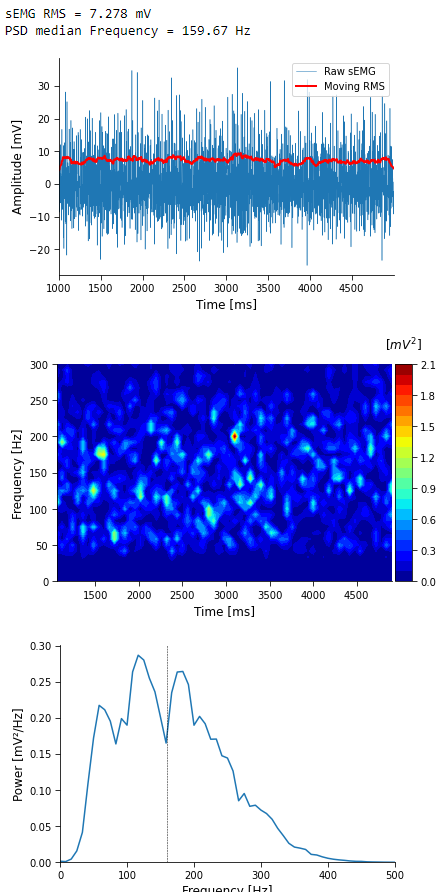 sEMG RMS = 7.278 mV
PSD median Frequency = 159.67 Hz
Raw sEMG
Moving RMS
30
20
10
0
−10
−20
Amplitude [mV]
1000 1500 2000 2500 3000 3500 4000 4500
Time [ms]
[mV²]
300
250
200
150
100
50
0
Frequency [Hz]
2.1
1.8
1.5
1.2
0.9
0.6
0.3
0.0
1500 2000 2500 3000 3500 4000 4500
Time [ms]
0.30
0.25
0.20
0.15
0.10
0.05
0.00
Power [mV²/Hz]
0 100 200 300 400 500
Frequency [Hz]